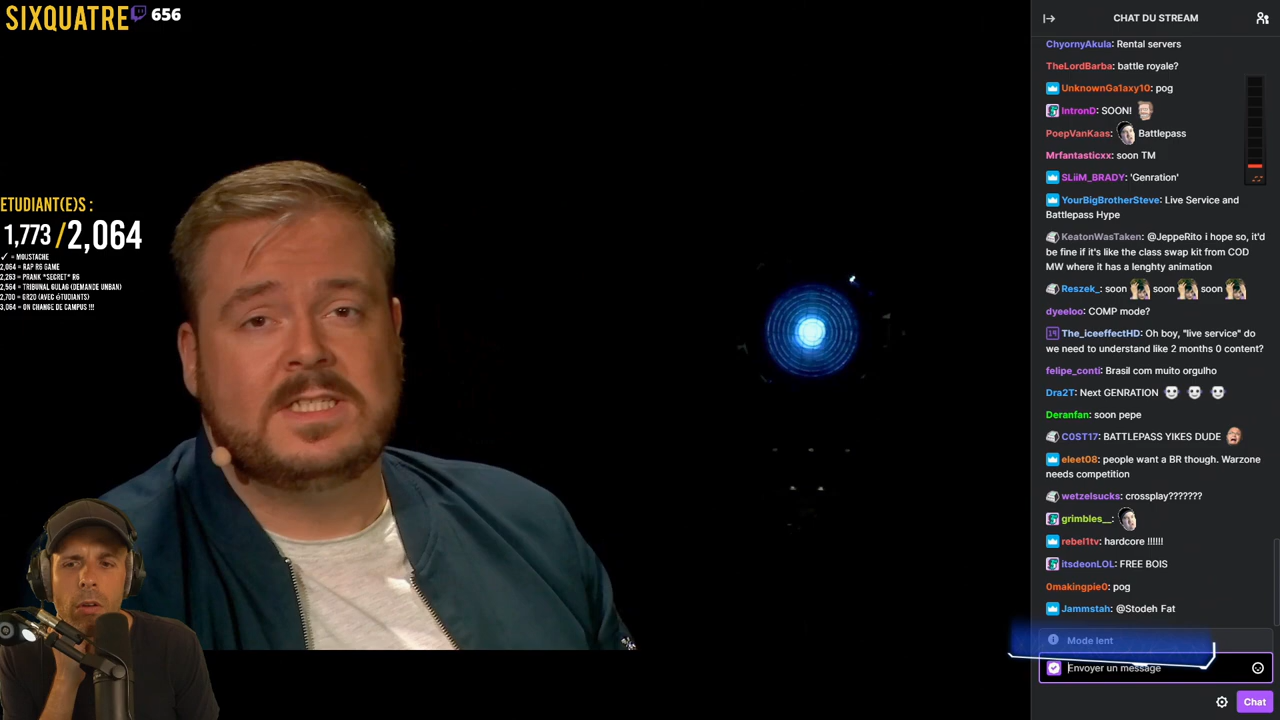 SIXQUATRE 656
ETUDIANT(E)S :
1,773 /2,064
✓ = MOUSTACHE
2,064 = RAP R6 GAME
2,263 = PRANK *SECRET* R6
2,564 = TRIBUNAL GULAG (DEMANDE UNBAN)
2,700 = GR20 (AVEC ÉTUDIANTS)
3,064 = ON CHANGE DE CAMPUS !!!
CHAT DU STREAM
ChyornyAkula: Rental servers
TheLordBarba: battle royale?
UnknownGa1axy10: pog
IntronD: SOON!
PoepVanKaas: Battlepass
Mrfantasticxx: soon TM
SLiiM_BRADY: 'Genration'
YourBigBrotherSteve: Live Service and
Battlepass Hype
KeatonWasTaken: @JeppeRito i hope so, it'd
be fine if it's like the class swap kit from COD
MW where it has a lenghty animation
Reszek_: soon soon soon
dyeeloo: COMP mode?
The_iceeffectHD: Oh boy, "live service" do
we need to understand like 2 months 0 content?
felipe_conti: Brasil com muito orgulho
Dra2T: Next GENRATION
Deranfan: soon pepe
C0ST17: BATTLEPASS YIKES DUDE
eleet08: people want a BR though. Warzone
needs competition
wetzelsucks: crossplay???????
grimbles__:
rebel1tv: hardcore !!!!!!
itsdeonLOL: FREE BOIS
0makingpie0: pog
Jammstah: @Stodeh Fat
Mode lent
Envoyer un message
Chat